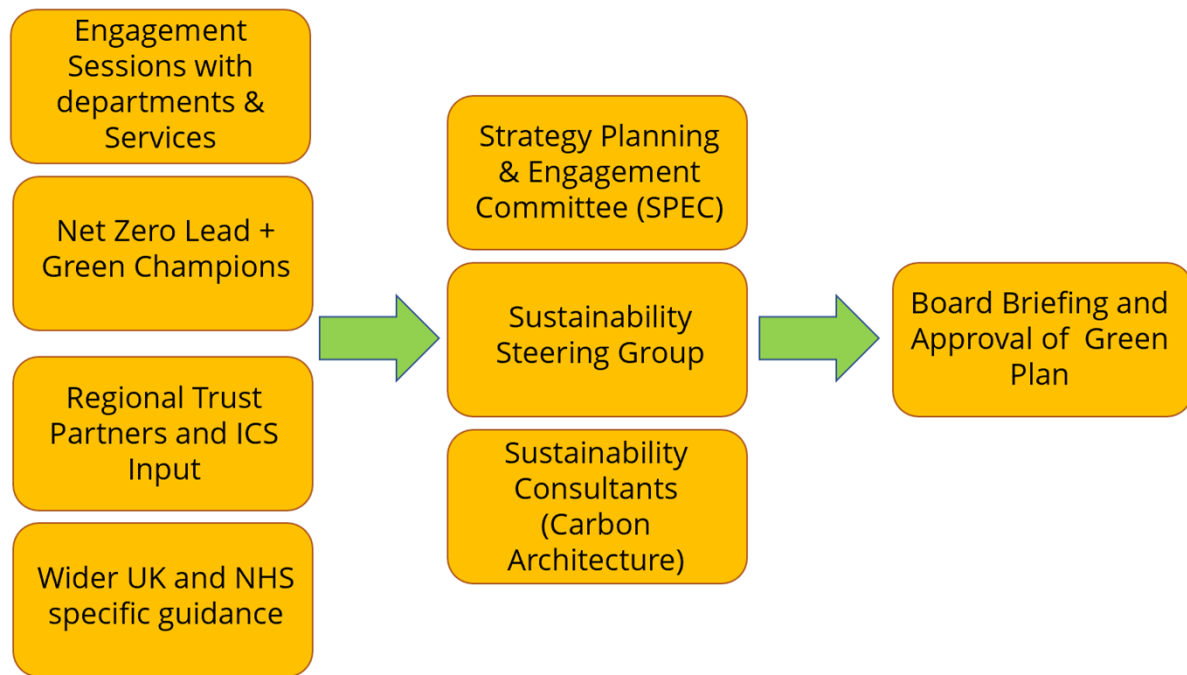 Engagement
Sessions with
departments &
Services
Net Zero Lead +
Green Champions
Regional Trust
Partners and ICS
Input
Wider UK and NHS
specific guidance
Strategy Planning
& Engagement
Committee (SPEC)
Sustainability
Steering Group
Sustainability
Consultants
(Carbon
Architecture)
Board Briefing and
Approval of Green
Plan